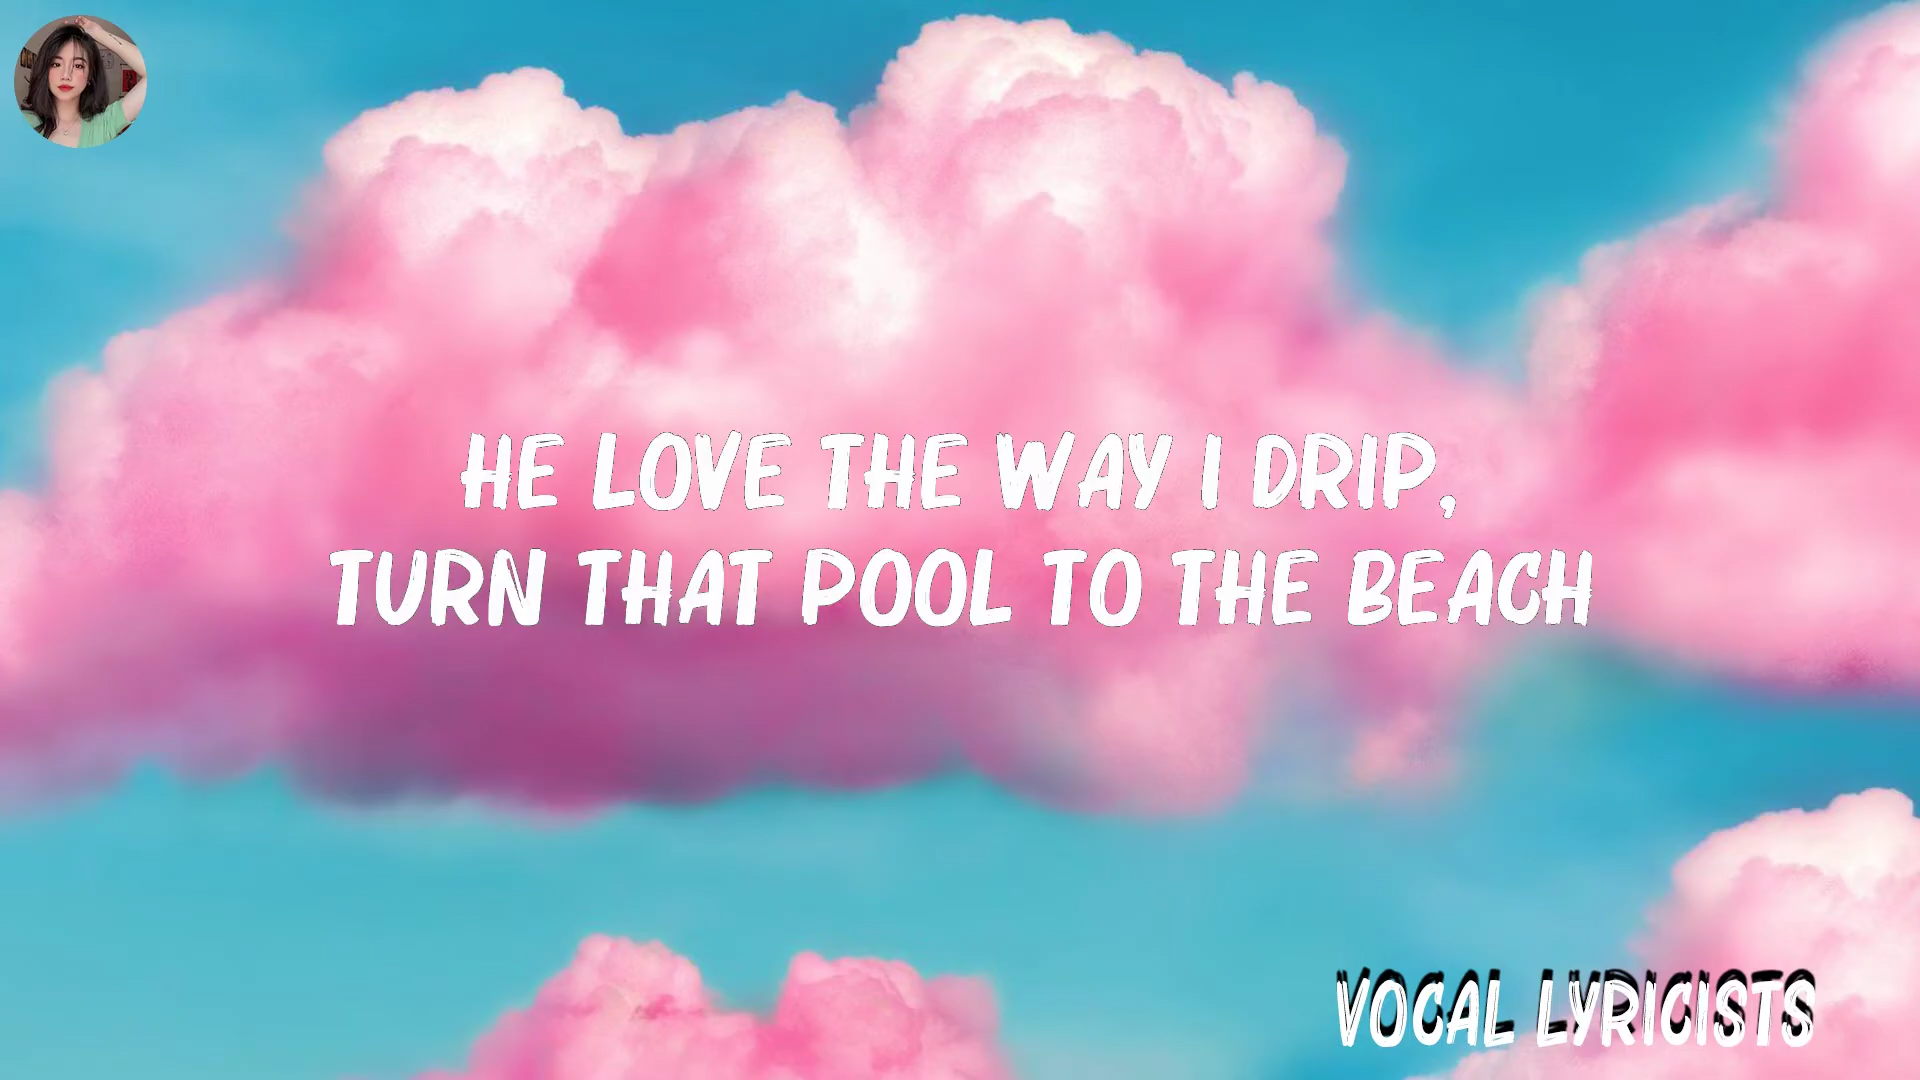 HE LOVE THE WAY I DRIP,
TURN THAT POOL TO THE BEACH
VOCAL LYRICISTS